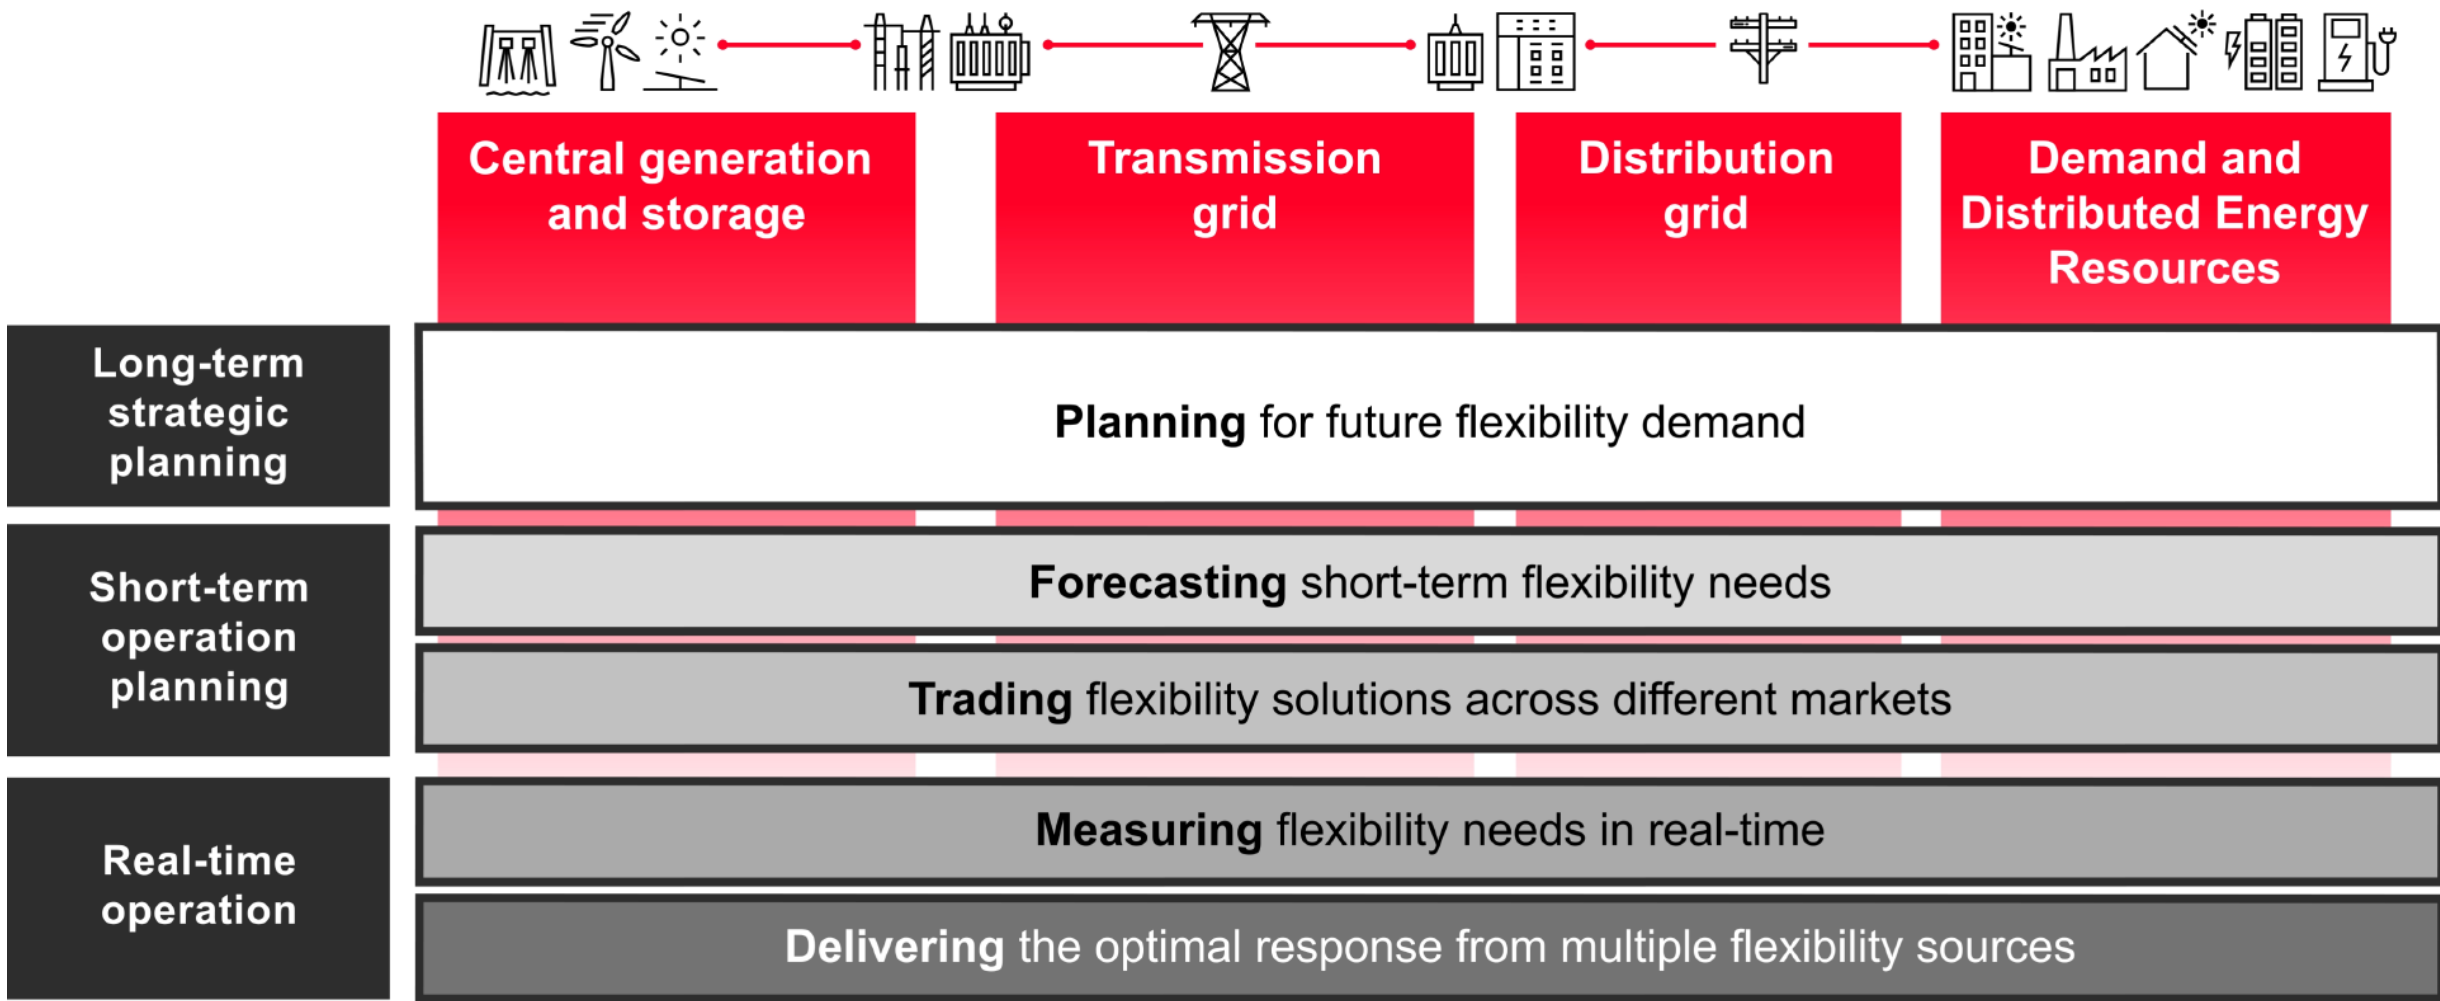 Central generation
and storage
Transmission
grid
Distribution
grid
Demand and
Distributed Energy
Resources
Long-term
strategic
planning
Planning for future flexibility demand
Short-term
operation
planning
Forecasting short-term flexibility needs
Trading flexibility solutions across different markets
Real-time
operation
Measuring flexibility needs in real-time
Delivering the optimal response from multiple flexibility sources